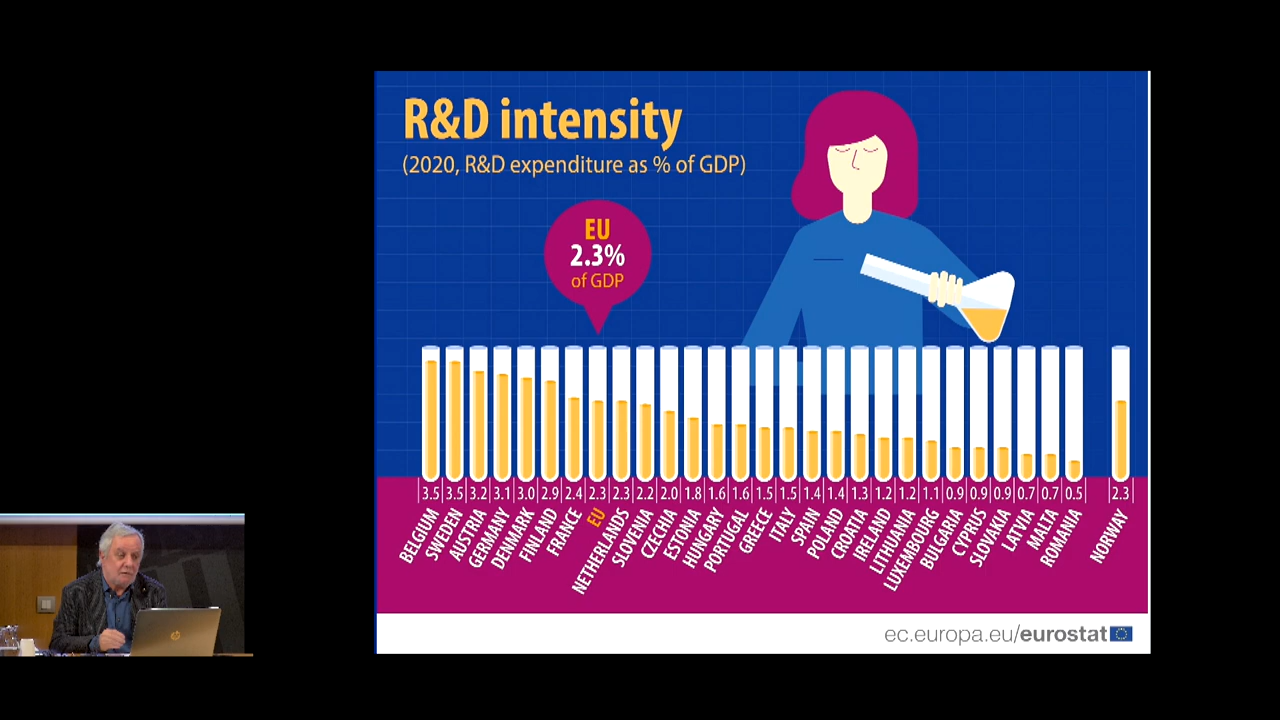 R&D intensity
(2020, R&D expenditure as % of GDP)
EU
2.3%
of GDP
3.5 3.5 3.2 3.1 3.0 2.9 2.4 2.3 2.3 2.2 2.0 1.8 1.6 1.6 1.5 1.5 1.4 1.4 1.3 1.2 1.2 1.1 0.9 0.9 0.9 0.7 0.7 0.5 2.3
BELGIUM
SWEDEN
AUSTRIA
GERMANY
DENMARK
FINLAND
FRANCE
EU
NETHERLANDS
SLOVENIA
CZECHIA
ESTONIA
HUNGARY
PORTUGAL
GREECE
ITALY
SPAIN
POLAND
CROATIA
IRELAND
LITHUANIA
LUXEMBOURG
BULGARIA
CYPRUS
SLOVAKIA
LATVIA
MALTA
ROMANIA
NORWAY
ec.europa.eu/eurostat
hp